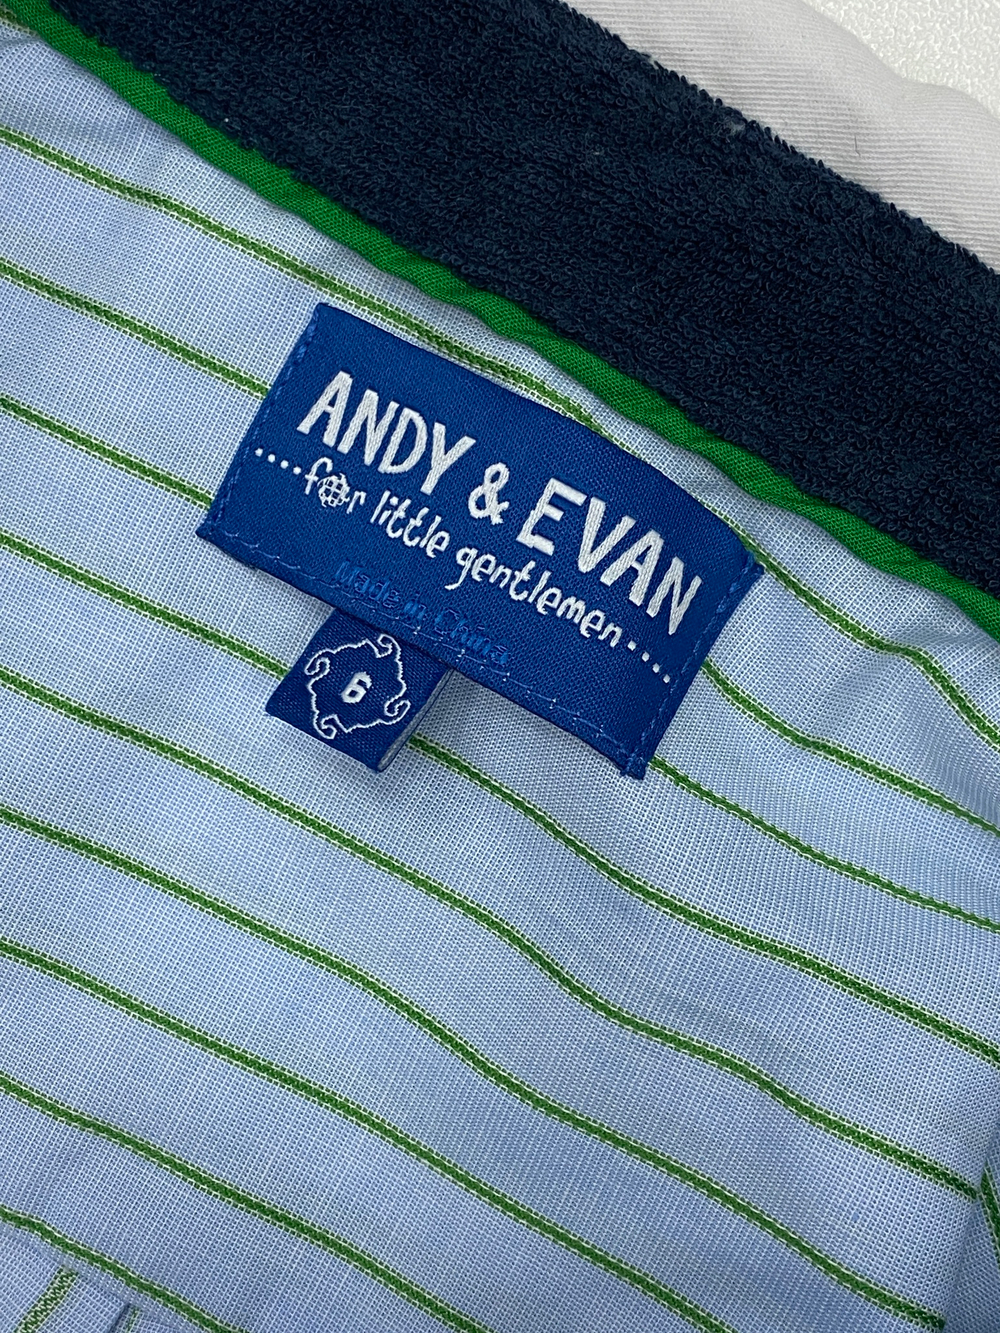 ANDY & EVAN
....for little gentlemen....
Made in China
6